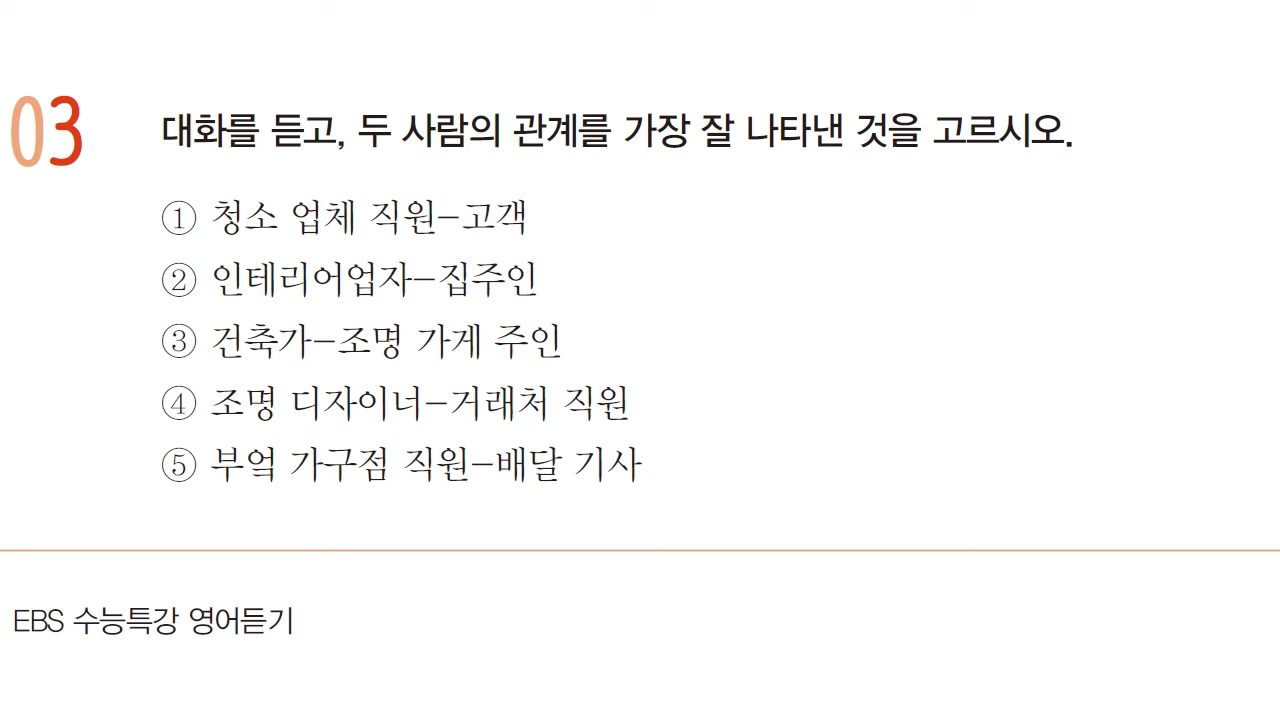 03 대화를 듣고, 두 사람의 관계를 가장 잘 나타낸 것을 고르시오.
① 청소 업체 직원-고객
② 인테리어업자-집주인
③ 건축가-조명 가게 주인
④ 조명 디자이너-거래처 직원
⑤ 부엌 가구점 직원-배달 기사
EBS 수능특강 영어듣기